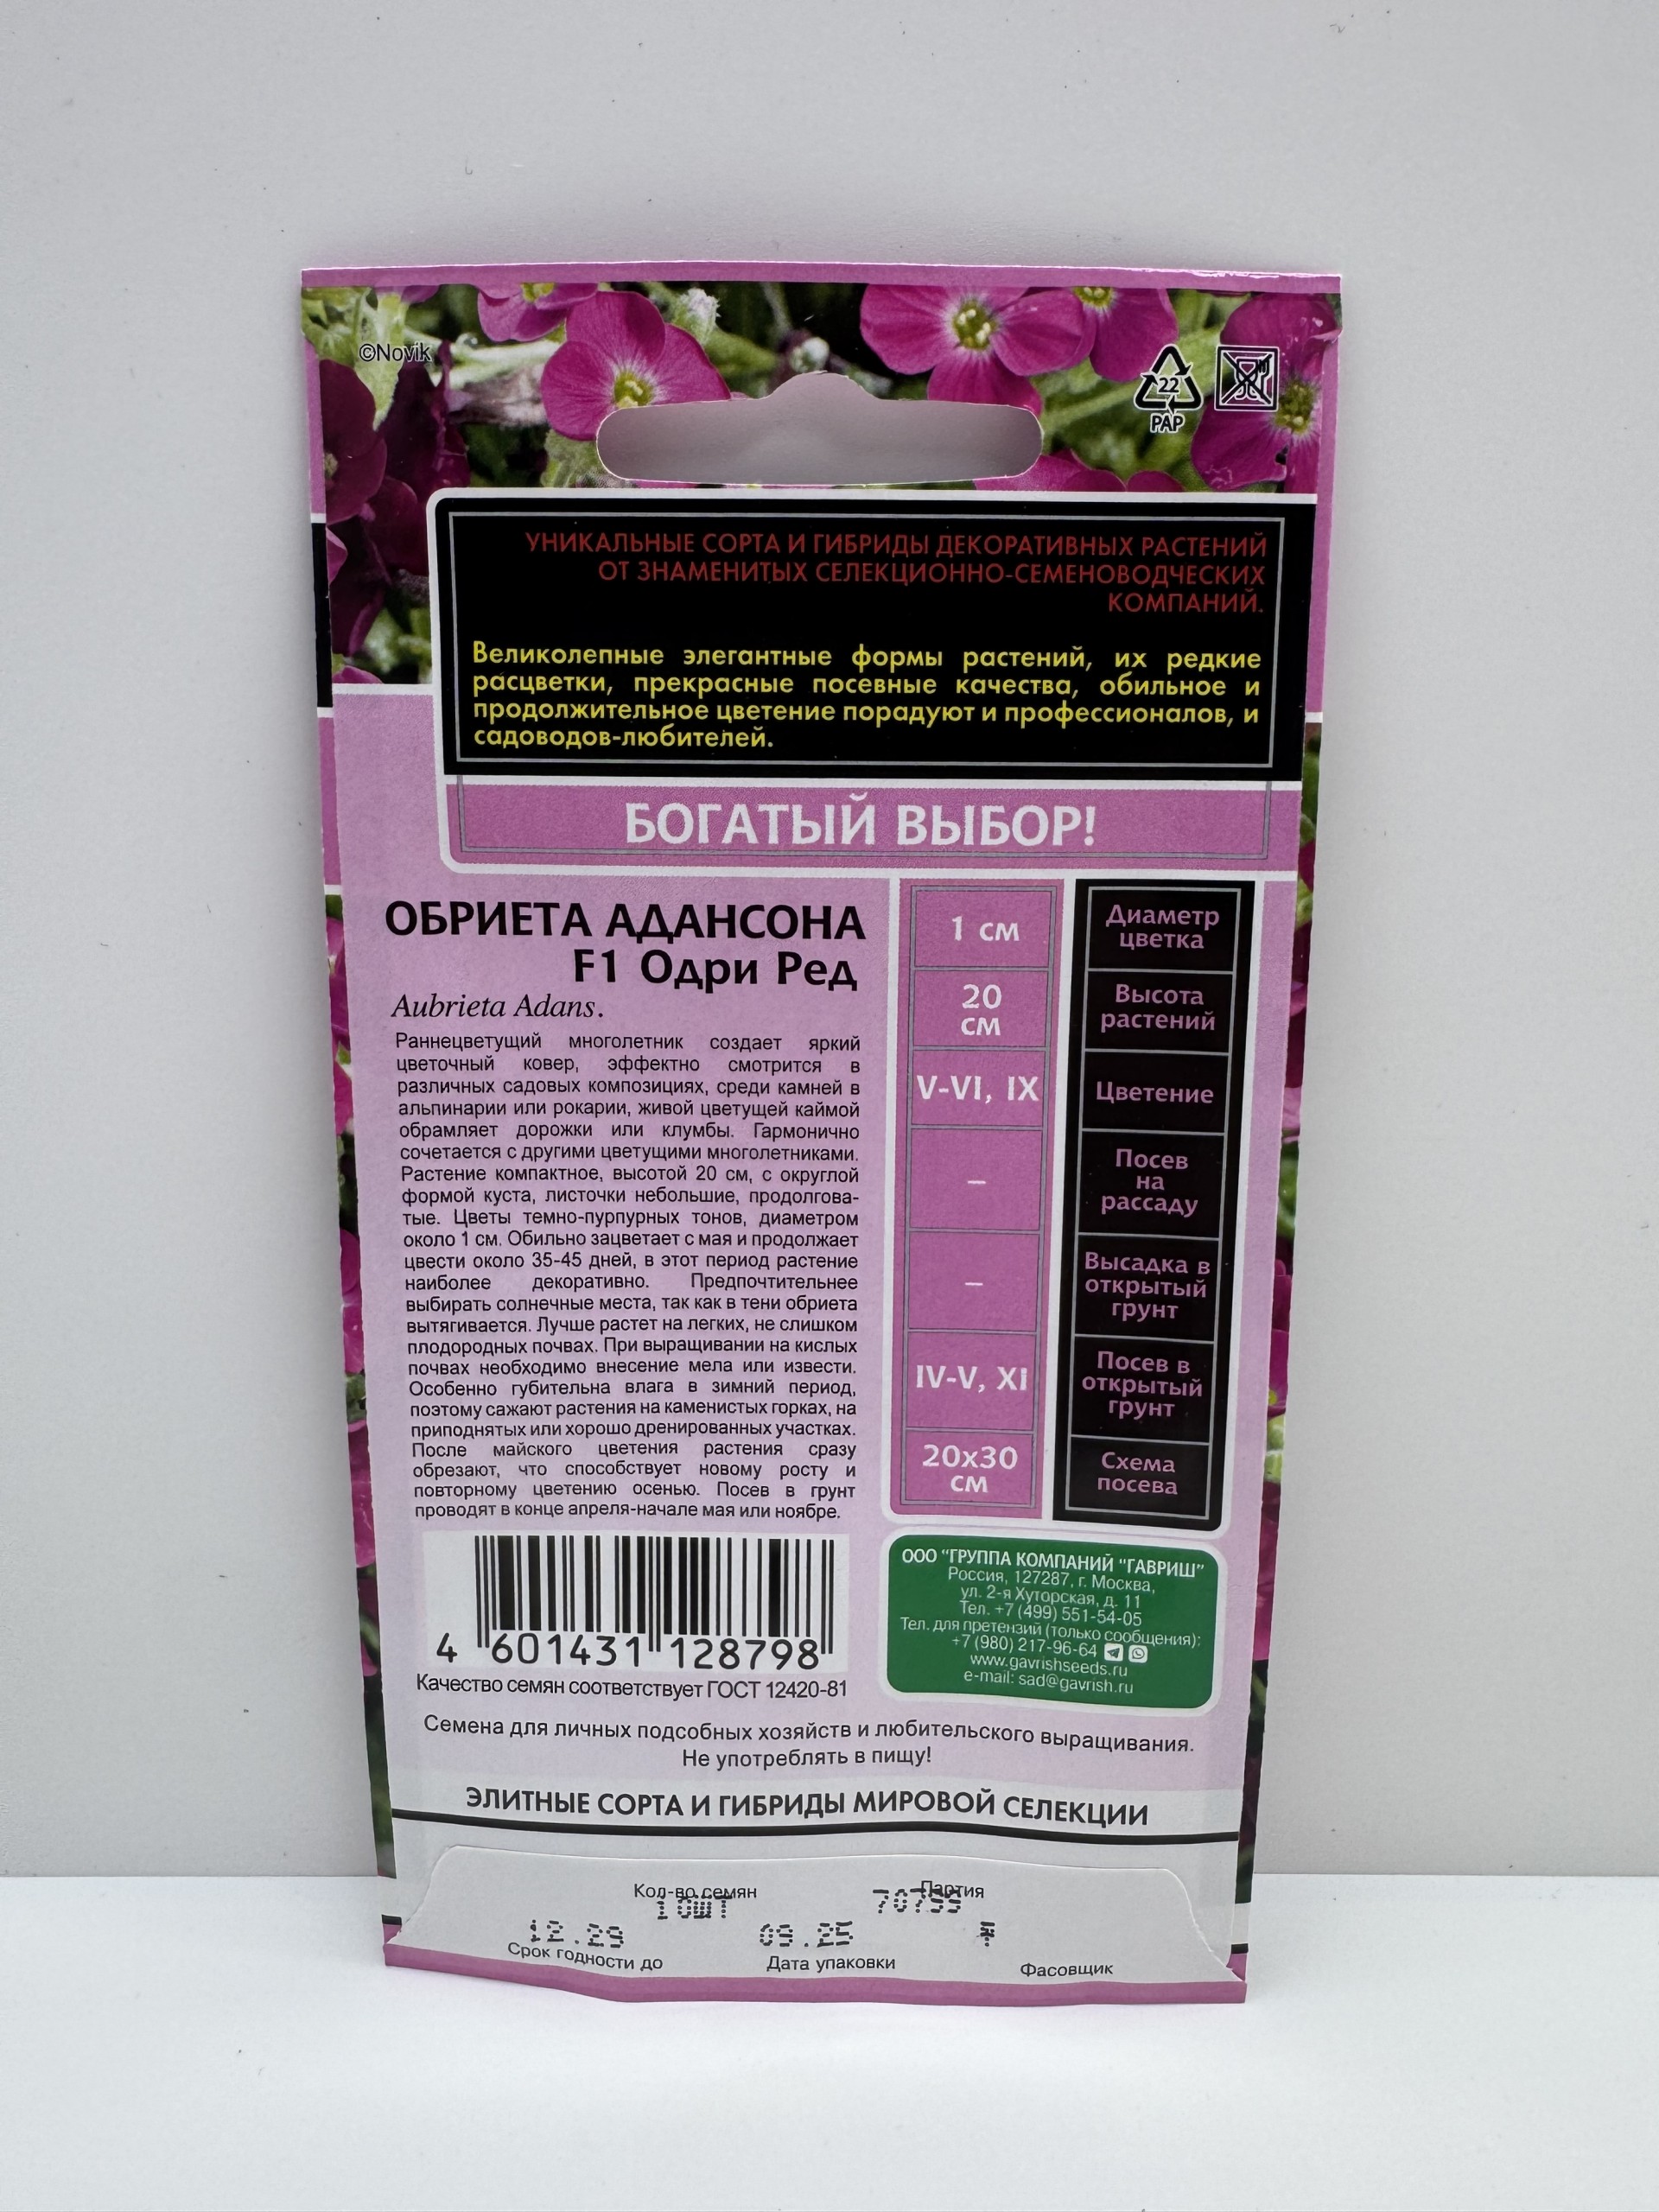 ©Novik
22
PAP
УНИКАЛЬНЫЕ СОРТА И ГИБРИДЫ ДЕКОРАТИВНЫХ РАСТЕНИЙ
ОТ ЗНАМЕНИТЫХ СЕЛЕКЦИОННО-СЕМЕНОВОДЧЕСКИХ
КОМПАНИЙ.
Великолепные элегантные формы растений, их редкие
расцветки, прекрасные посевные качества, обильное и
продолжительное цветение порадуют и профессионалов, и
садоводов-любителей.
БОГАТЫЙ ВЫБОР!
ОБРИЕТА АДАНСОНА
F1 Одри Ред
Aubrieta Adans.
Раннецветущий многолетник создает яркий
цветочный ковер, эффектно смотрится в
различных садовых композициях, среди камней в
альпинарии или рокарии, живой цветущей каймой
обрамляет дорожки или клумбы. Гармонично
сочетается с другими цветущими многолетниками.
Растение компактное, высотой 20 см, с округлой
формой куста, листочки небольшие, продолгова-
тые. Цветы темно-пурпурных тонов, диаметром
около 1 см. Обильно зацветает с мая и продолжает
цвести около 35-45 дней, в этот период растение
наиболее декоративно. Предпочтительнее
выбирать солнечные места, так как в тени обриета
вытягивается. Лучше растет на легких, не слишком
плодородных почвах. При выращивании на кислых
почвах необходимо внесение мела или извести.
Особенно губительна влага в зимний период,
поэтому сажают растения на каменистых горках, на
приподнятых или хорошо дренированных участках.
После майского цветения растения сразу
обрезают, что способствует новому росту и
повторному цветению осенью. Посев в грунт
проводят в конце апреля-начале мая или ноябре.
1 см
Диаметр
цветка
20
см
Высота
растений
V-VI, IX
Цветение
–
Посев
на
рассаду
–
Высадка в
открытый
грунт
IV-V, XI
Посев в
открытый
грунт
20х30
см
Схема
посева
4 601431 128798
Качество семян соответствует ГОСТ 12420-81
ООО "ГРУППА КОМПАНИЙ "ГАВРИШ"
Россия, 127287, г. Москва,
ул. 2-я Хуторская, д. 11
Тел. +7 (499) 551-54-05
Тел. для претензий (только сообщения):
+7 (980) 217-96-64
www.gavrishseeds.ru
e-mail: sad@gavrish.ru
Семена для личных подсобных хозяйств и любительского выращивания.
Не употреблять в пищу!
ЭЛИТНЫЕ СОРТА И ГИБРИДЫ МИРОВОЙ СЕЛЕКЦИИ
Кол-во семян Партия
10шт 70799
12.29 09.25
Срок годности до Дата упаковки Фасовщик